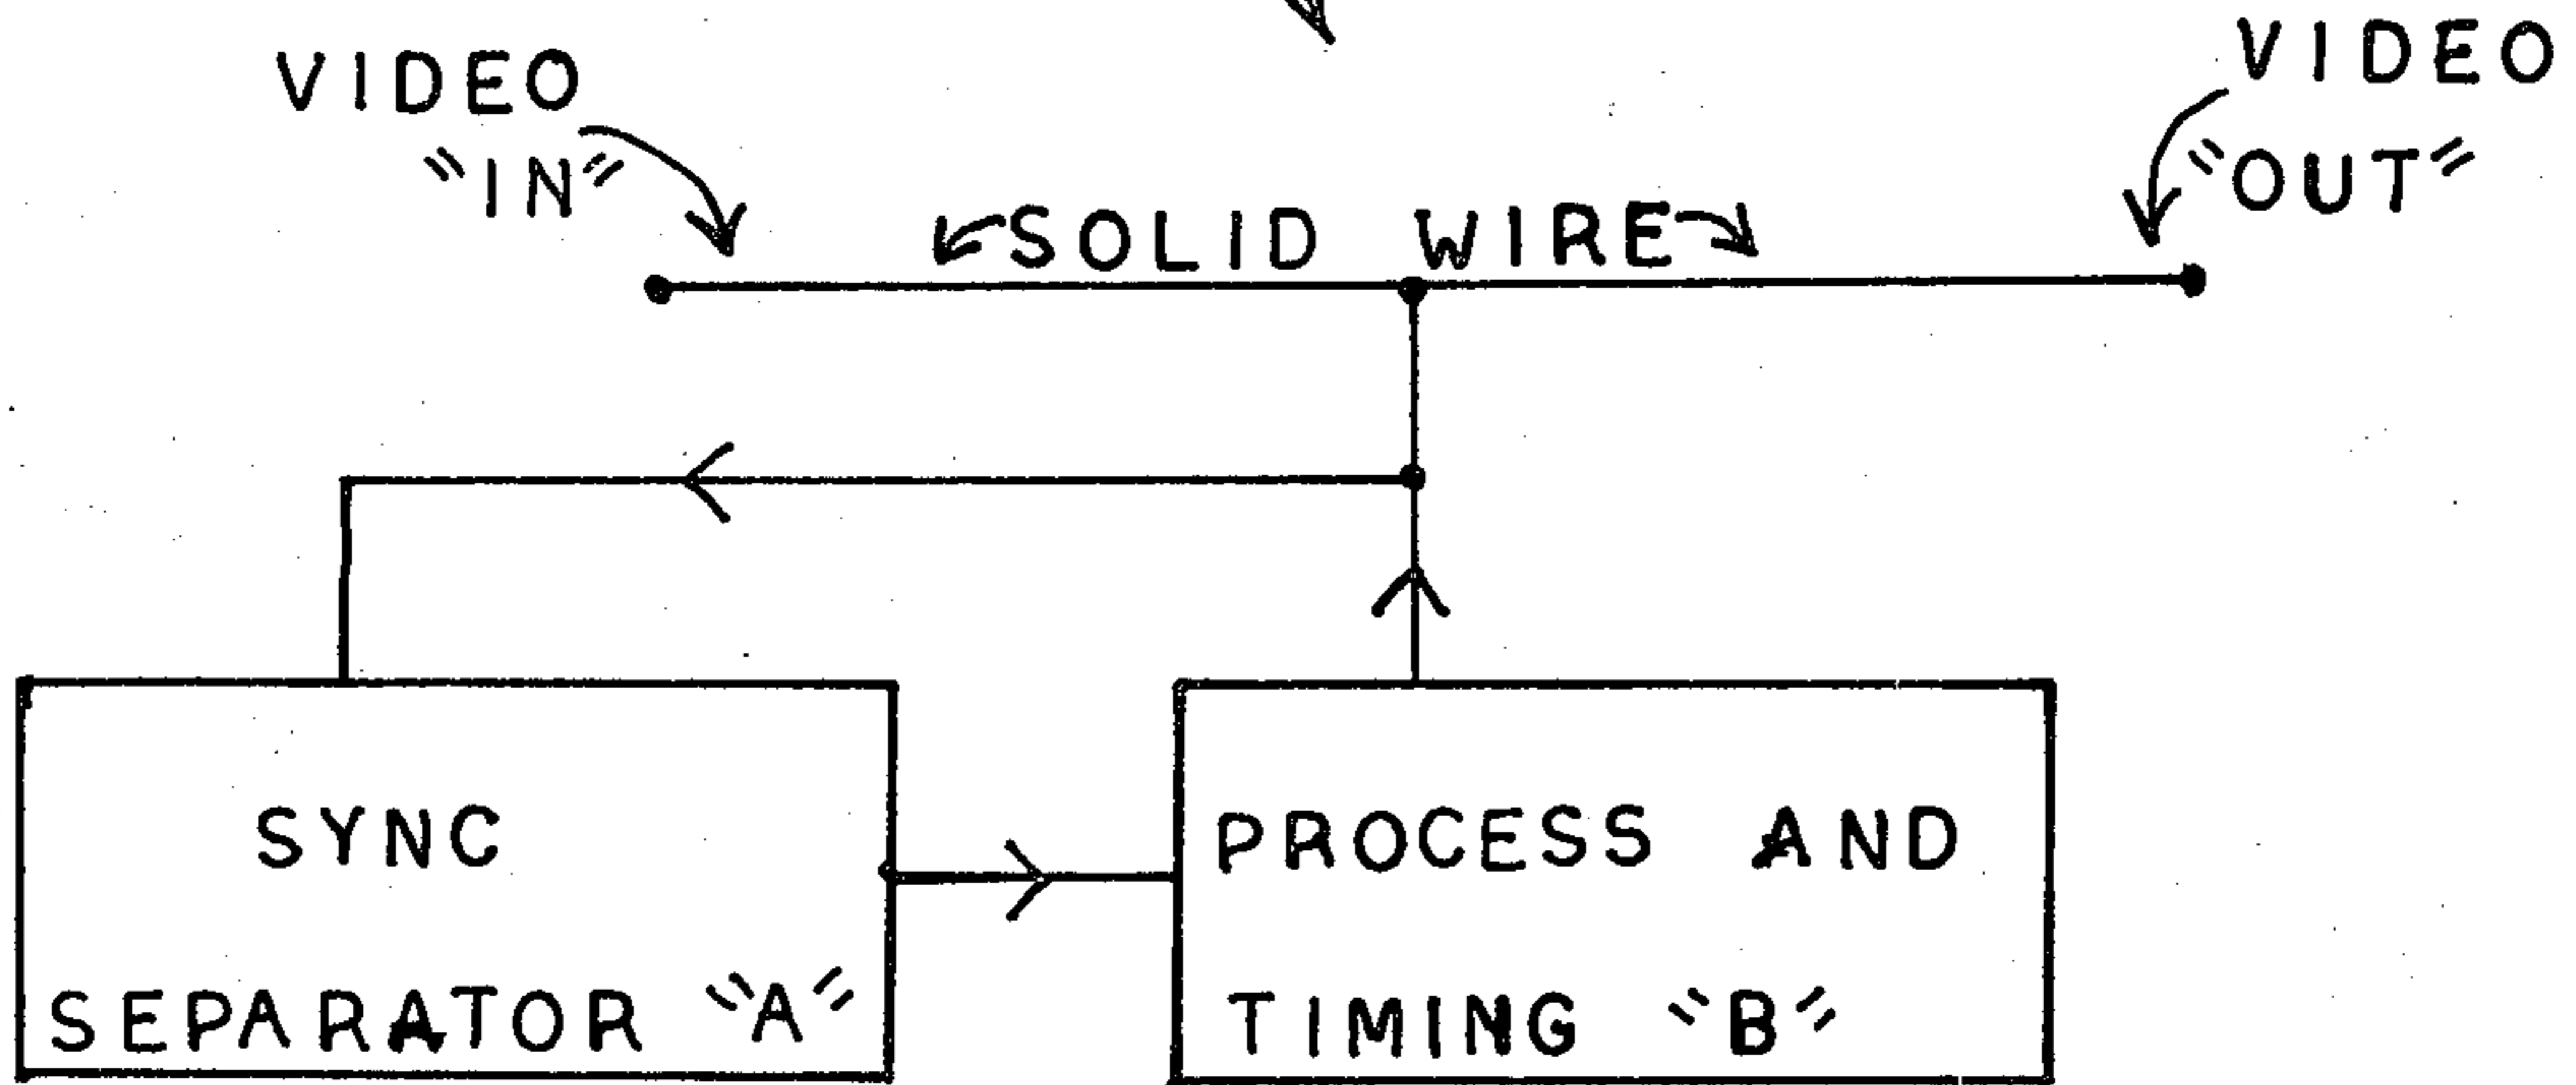 VIDEO
"IN"
VIDEO
"OUT"
SOLID WIRE
SYNC
SEPARATOR "A"
PROCESS AND
TIMING "B"